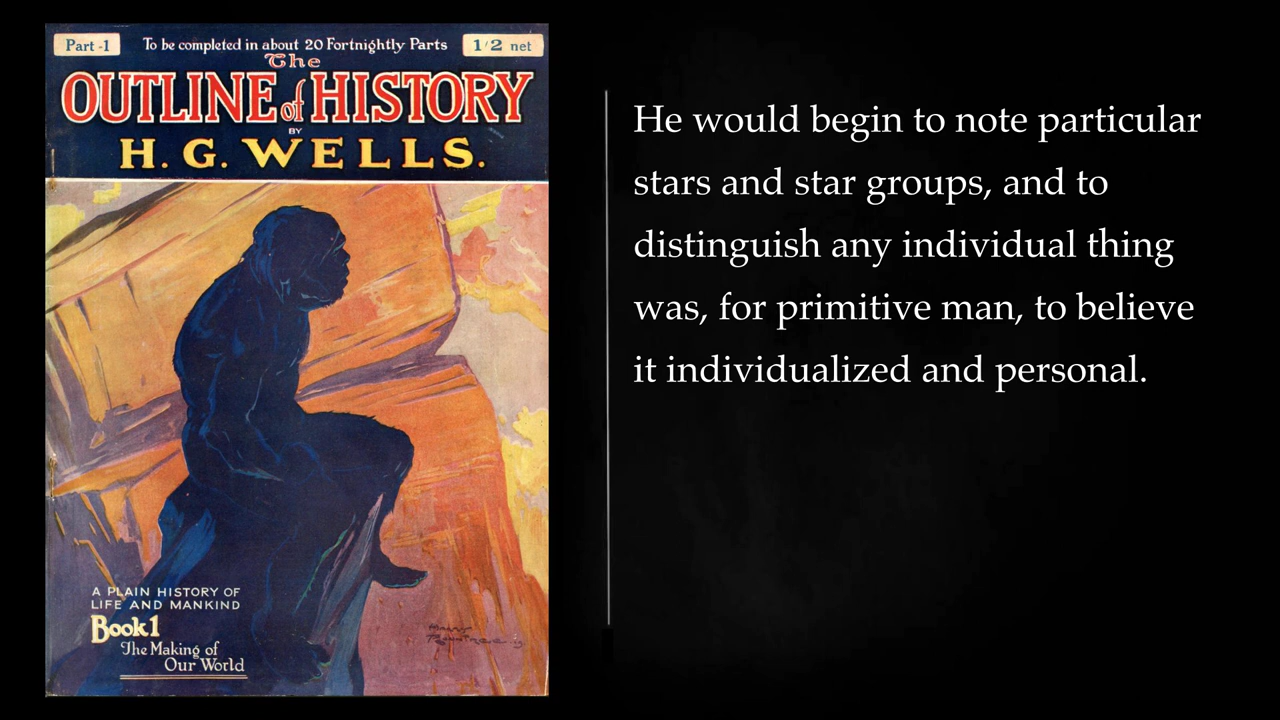 Part -1
To be completed in about 20 Fortnightly Parts
1/2 net
The
OUTLINE of HISTORY
BY
H. G. WELLS.
A PLAIN HISTORY OF
LIFE AND MANKIND
Book 1
The Making of
Our World
He would begin to note particular
stars and star groups, and to
distinguish any individual thing
was, for primitive man, to believe
it individualized and personal.